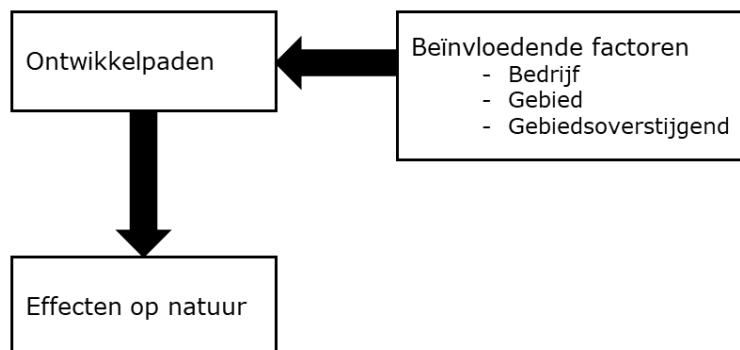 Ontwikkelpaden
Beïnvloedende factoren
- Bedrijf
- Gebied
- Gebiedsoverstijgend
Effecten op natuur